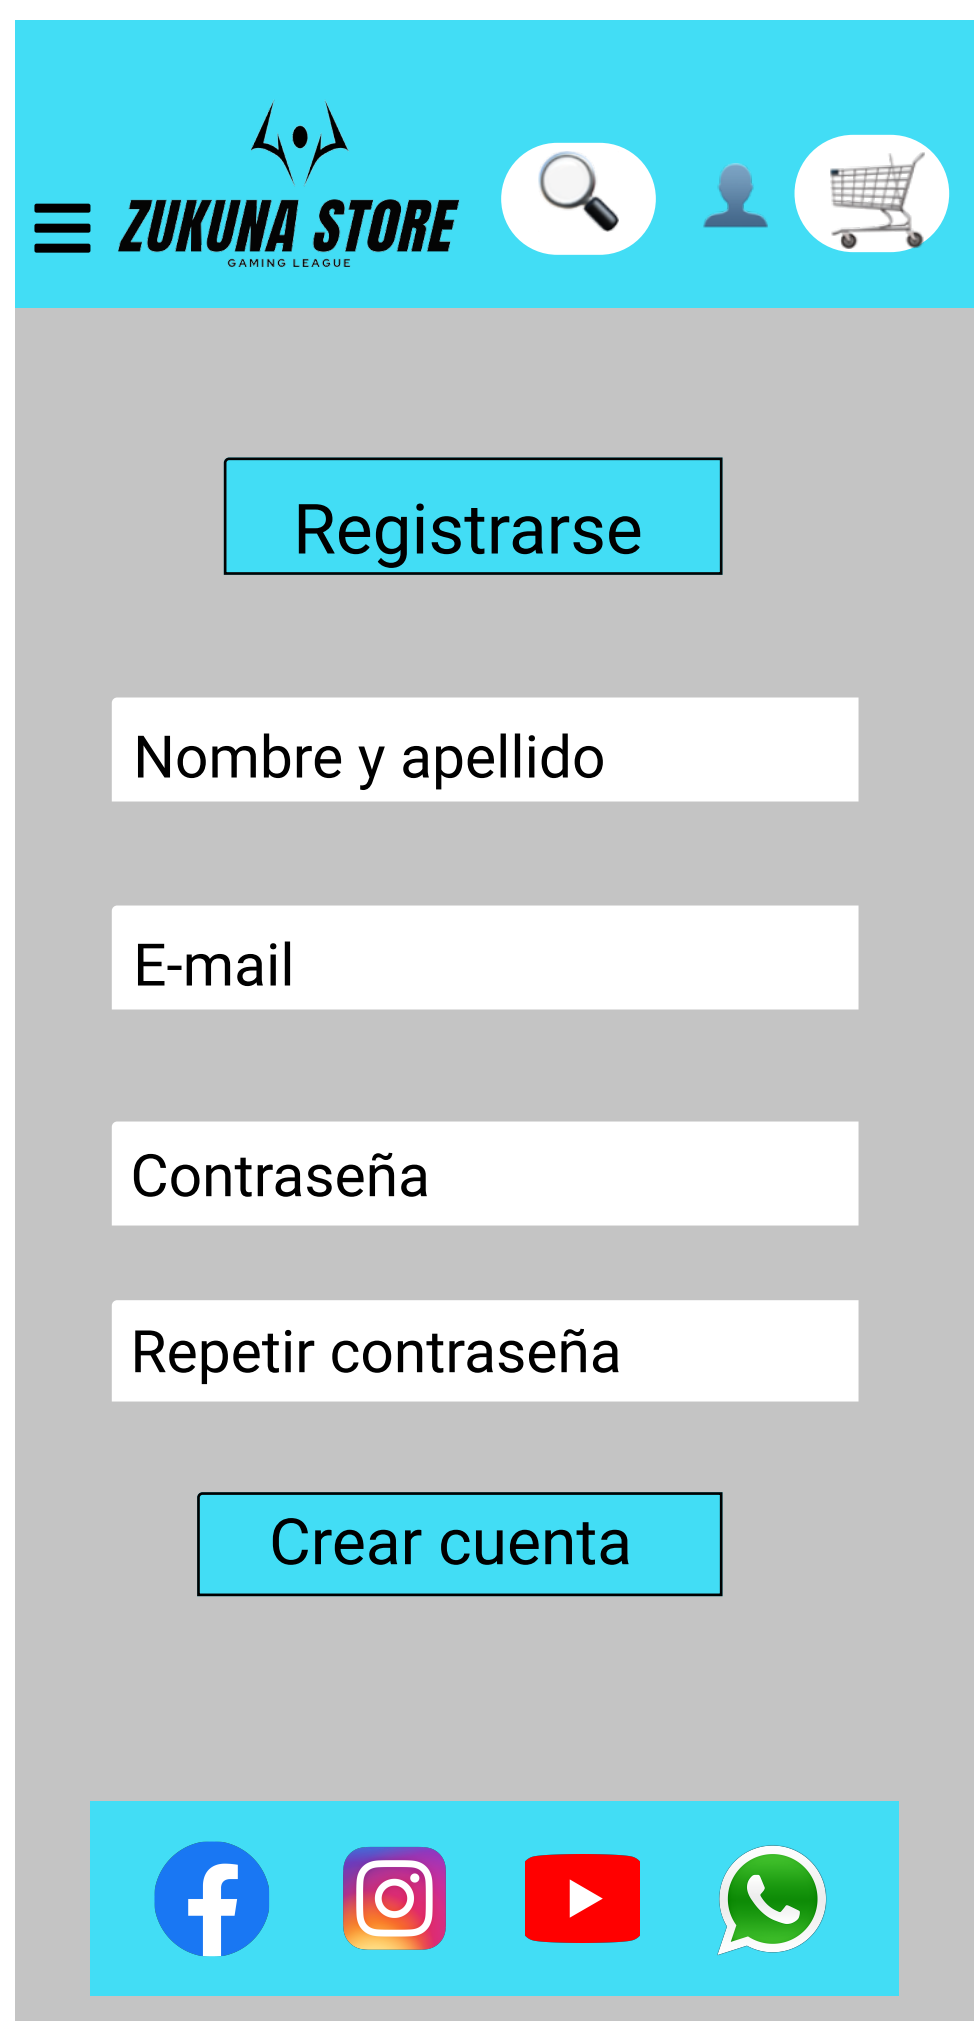 ZUKUNA STORE
GAMING LEAGUE
Registrarse
Nombre y apellido
E-mail
Contraseña
Repetir contraseña
Crear cuenta